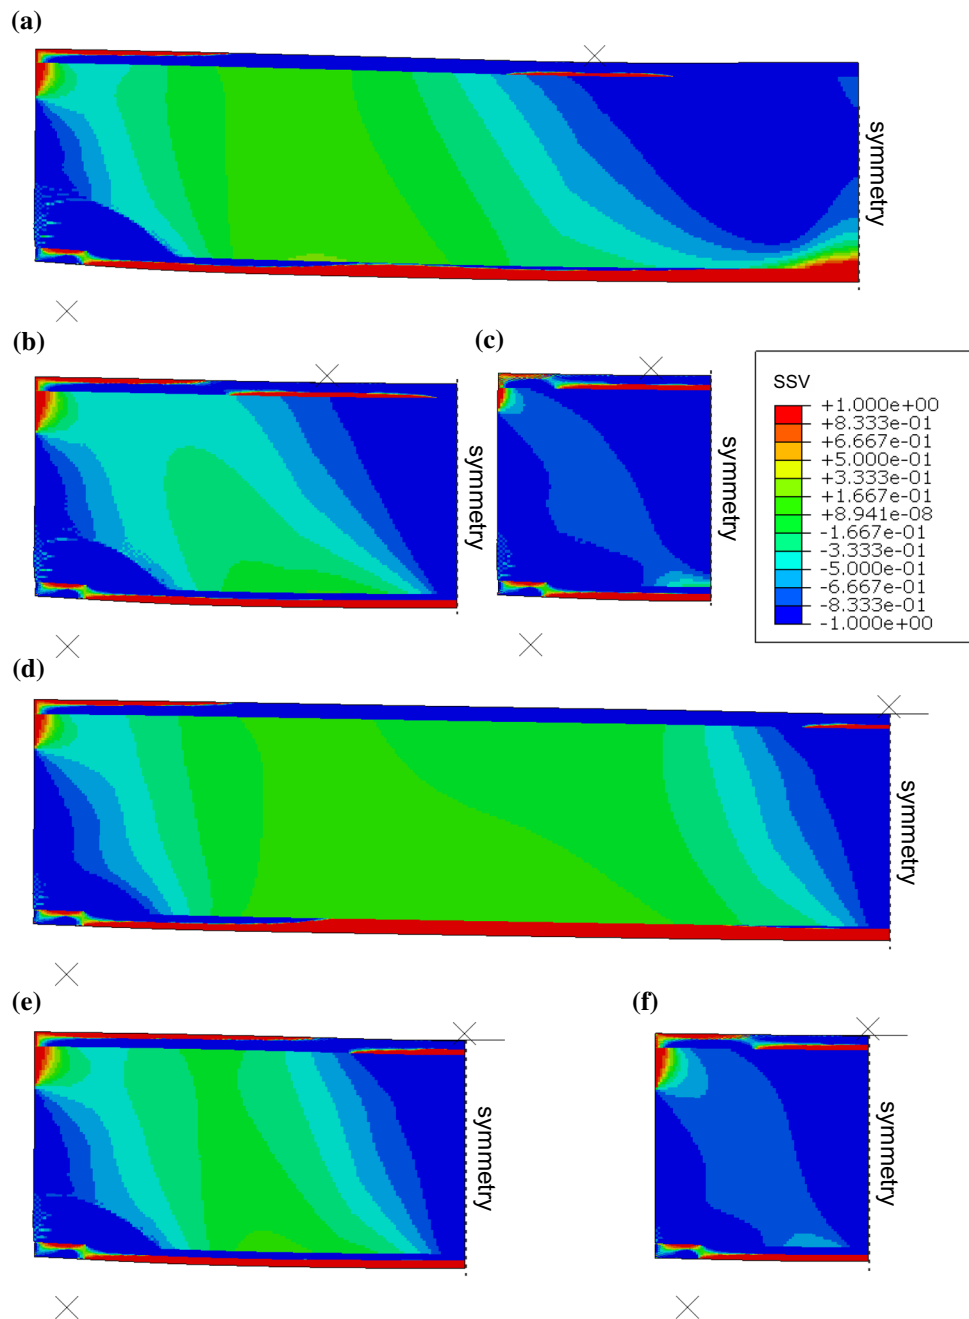 (a)
symmetry
(b)
(c)
symmetry
symmetry
SSV
+1.000e+00
+8.333e-01
+6.667e-01
+5.000e-01
+3.333e-01
+1.667e-01
+8.941e-08
-1.667e-01
-3.333e-01
-5.000e-01
-6.667e-01
-8.333e-01
-1.000e+00
(d)
symmetry
(e)
(f)
symmetry
symmetry